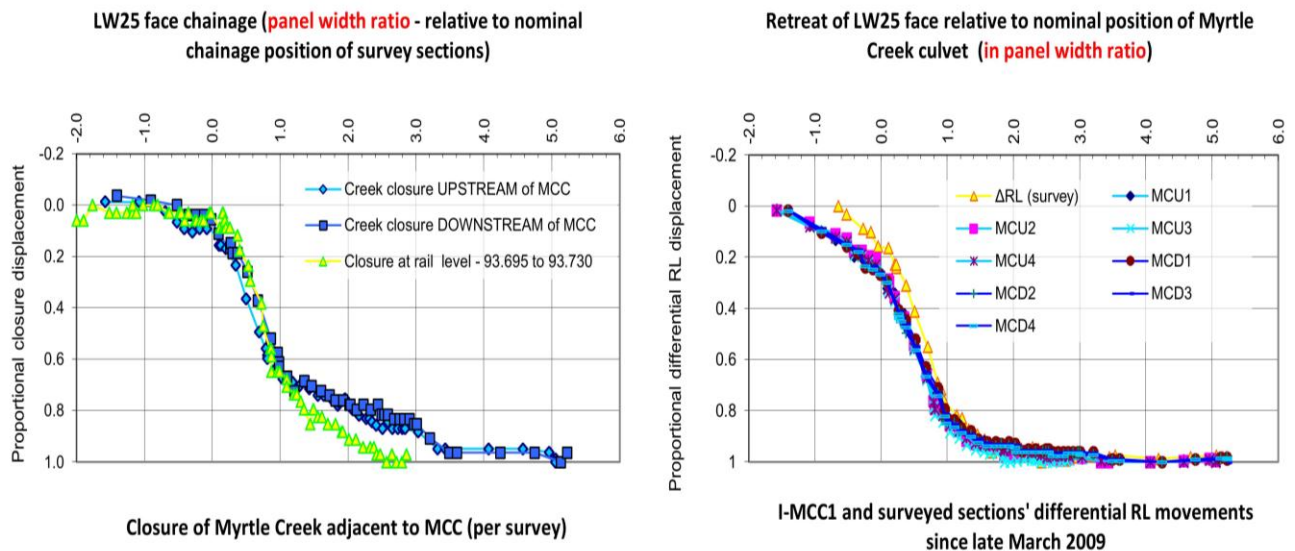 LW25 face chainage (panel width ratio - relative to nominal
chainage position of survey sections)
-2.0
-1.0
0.0
1.0
2.0
3.0
4.0
5.0
6.0
-0.2
0.0
0.2
0.4
0.6
0.8
1.0
Proportional closure displacement
Creek closure UPSTREAM of MCC
Creek closure DOWNSTREAM of MCC
Closure at rail level - 93.695 to 93.730
Closure of Myrtle Creek adjacent to MCC (per survey)
Retreat of LW25 face relative to nominal position of Myrtle
Creek culvet (in panel width ratio)
-2.0
-1.0
0.0
1.0
2.0
3.0
4.0
5.0
6.0
-0.2
0
0.2
0.4
0.6
0.8
1
Proportional differential RL displacement
ΔRL (survey)
MCU1
MCU2
MCU3
MCU4
MCD1
MCD2
MCD3
MCD4
I-MCC1 and surveyed sections' differential RL movements
since late March 2009